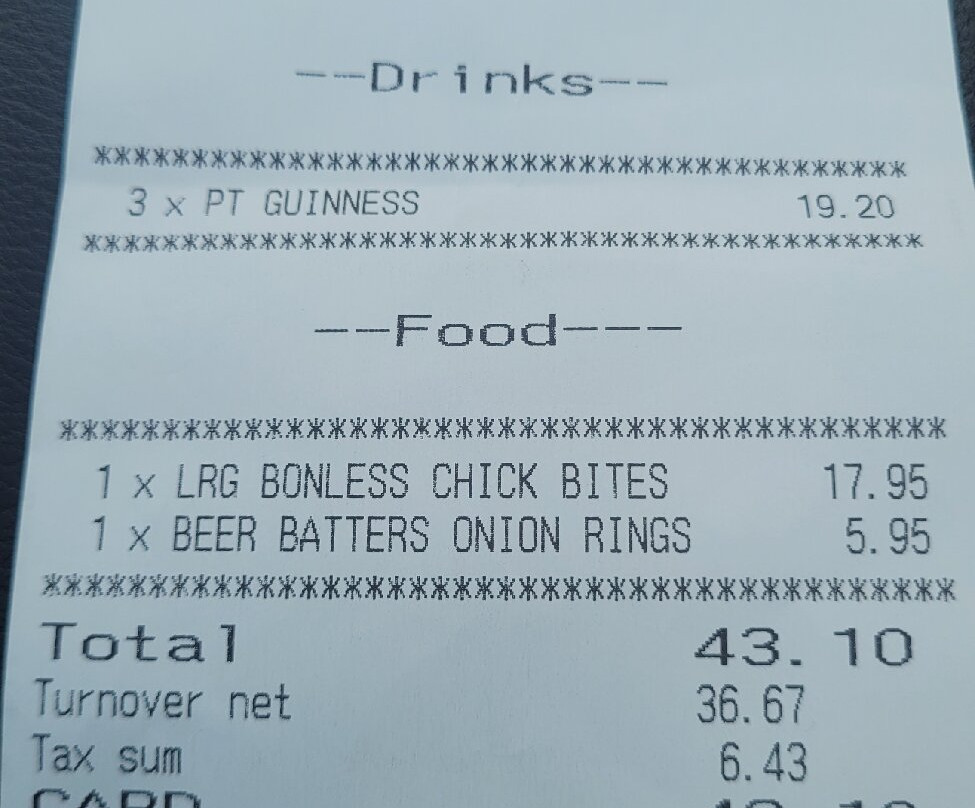 --Drinks--
******************************************
3 x PT GUINNESS 19.20
******************************************
--Food---
******************************************
1 x LRG BONLESS CHICK BITES 17.95
1 x BEER BATTERS ONION RINGS 5.95
******************************************
Total 43.10
Turnover net 36.67
Tax sum 6.43
CARD